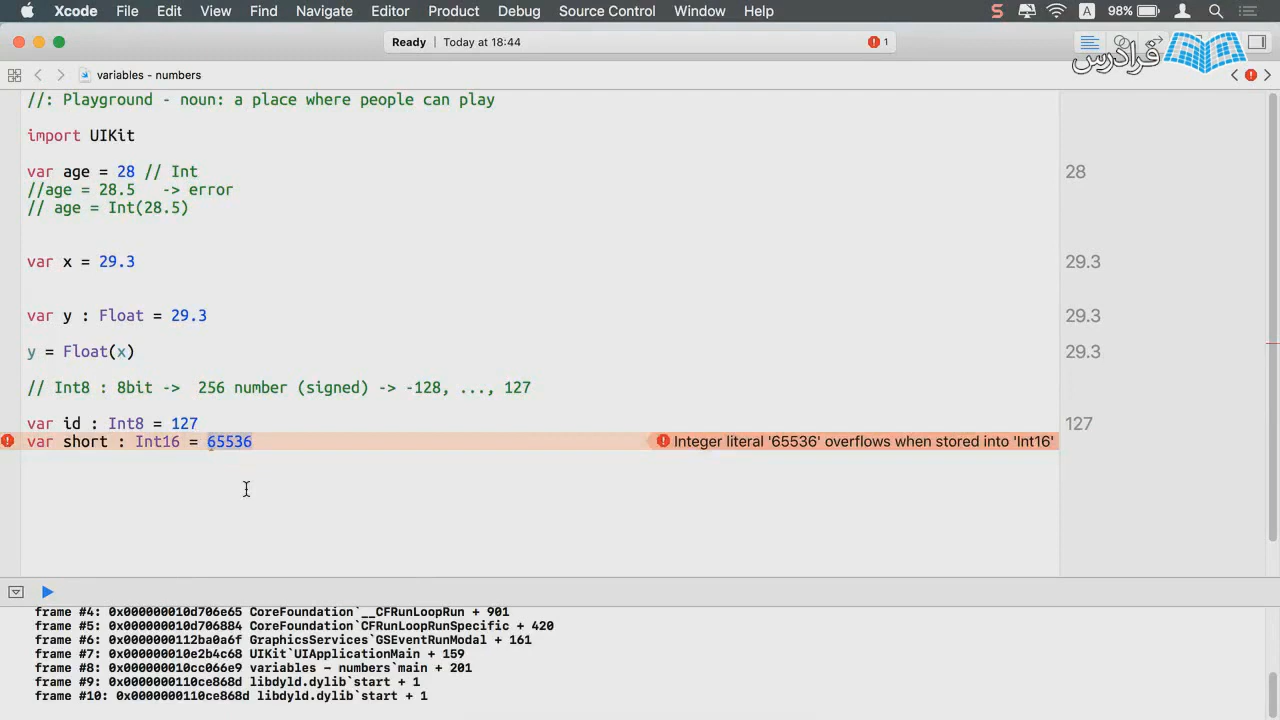 Xcode File Edit View Find Navigate Editor Product Debug Source Control Window Help S A 98%
Ready Today at 18:44 1
فرادرس
variables - numbers
//: Playground - noun: a place where people can play
import UIKit
var age = 28 // Int 28
//age = 28.5 -> error
// age = Int(28.5)
var x = 29.3 29.3
var y : Float = 29.3 29.3
y = Float(x) 29.3
// Int8 : 8bit -> 256 number (signed) -> -128, ..., 127
var id : Int8 = 127 127
var short : Int16 = 65536 Integer literal '65536' overflows when stored into 'Int16'
frame #4: 0x000000010d706e65 CoreFoundation`__CFRunLoopRun + 901
frame #5: 0x000000010d706884 CoreFoundation`CFRunLoopRunSpecific + 420
frame #6: 0x0000000112ba0a6f GraphicsServices`GSEventRunModal + 161
frame #7: 0x000000010e2b4c68 UIKit`UIApplicationMain + 159
frame #8: 0x000000010cc066e9 variables - numbers`main + 201
frame #9: 0x0000000110ce868d libdyld.dylib`start + 1
frame #10: 0x0000000110ce868d libdyld.dylib`start + 1